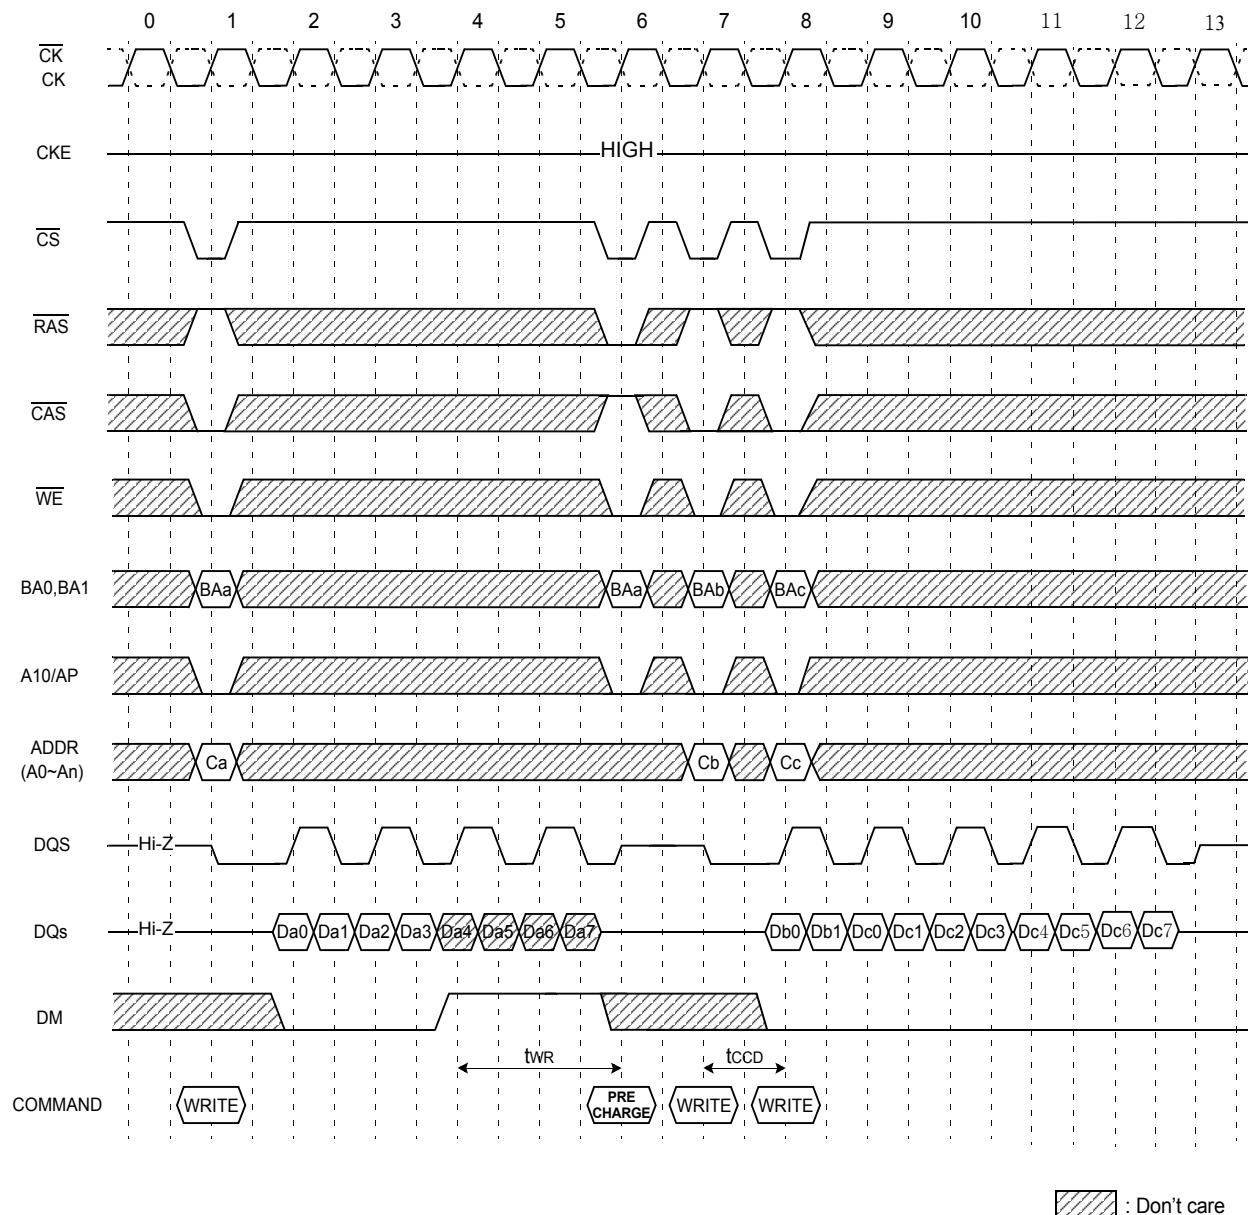 0 1 2 3 4 5 6 7 8 9 10 11 12 13
CK
CK
CKE HIGH
CS
RAS
CAS
WE
BA0,BA1 BAa BAa BAb BAc
A10/AP
ADDR
(A0~An) Ca Cb Cc
DQS Hi-Z
DQs Hi-Z Da0 Da1 Da2 Da3 Da4 Da5 Da6 Da7 Db0 Db1 Dc0 Dc1 Dc2 Dc3 Dc4 Dc5 Dc6 Dc7
DM
tWR tCCD
COMMAND WRITE PRE CHARGE WRITE WRITE
: Don't care